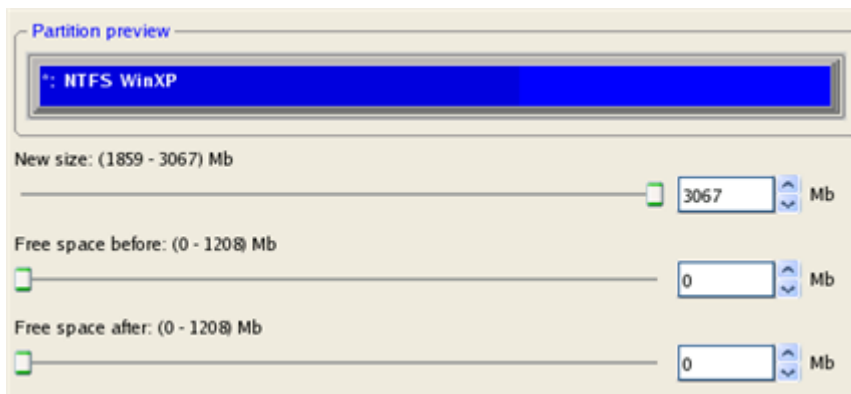 Partition preview
*: NTFS WinXP
New size: (1859 - 3067) Mb
3067 Mb
Free space before: (0 - 1208) Mb
0 Mb
Free space after: (0 - 1208) Mb
0 Mb